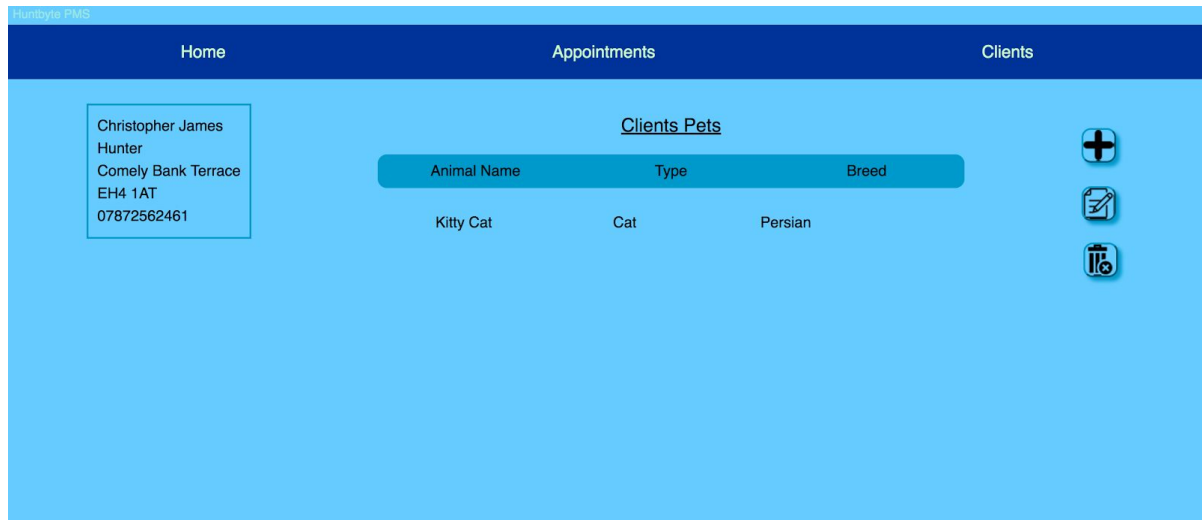 Huntbyte PMS
Home Appointments Clients
Christopher James
Hunter
Comely Bank Terrace
EH4 1AT
07872562461
Clients Pets
Animal Name Type Breed
Kitty Cat Cat Persian